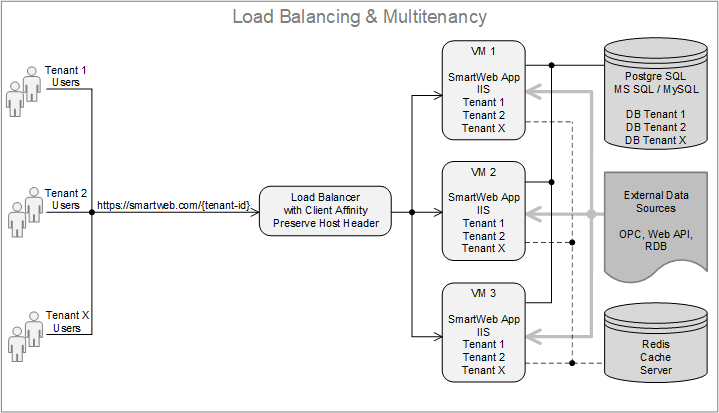 Load Balancing & Multitenancy
Tenant 1
Users
Tenant 2
Users
Tenant X
Users
https://smartweb.com/{tenant-id}
Load Balancer
with Client Affinity
Preserve Host Header
VM 1
SmartWeb App
IIS
Tenant 1
Tenant 2
Tenant X
VM 2
SmartWeb App
IIS
Tenant 1
Tenant 2
Tenant X
VM 3
SmartWeb App
IIS
Tenant 1
Tenant 2
Tenant X
Postgre SQL
MS SQL / MySQL
DB Tenant 1
DB Tenant 2
DB Tenant X
External Data
Sources
OPC, Web API,
RDB
Redis
Cache
Server